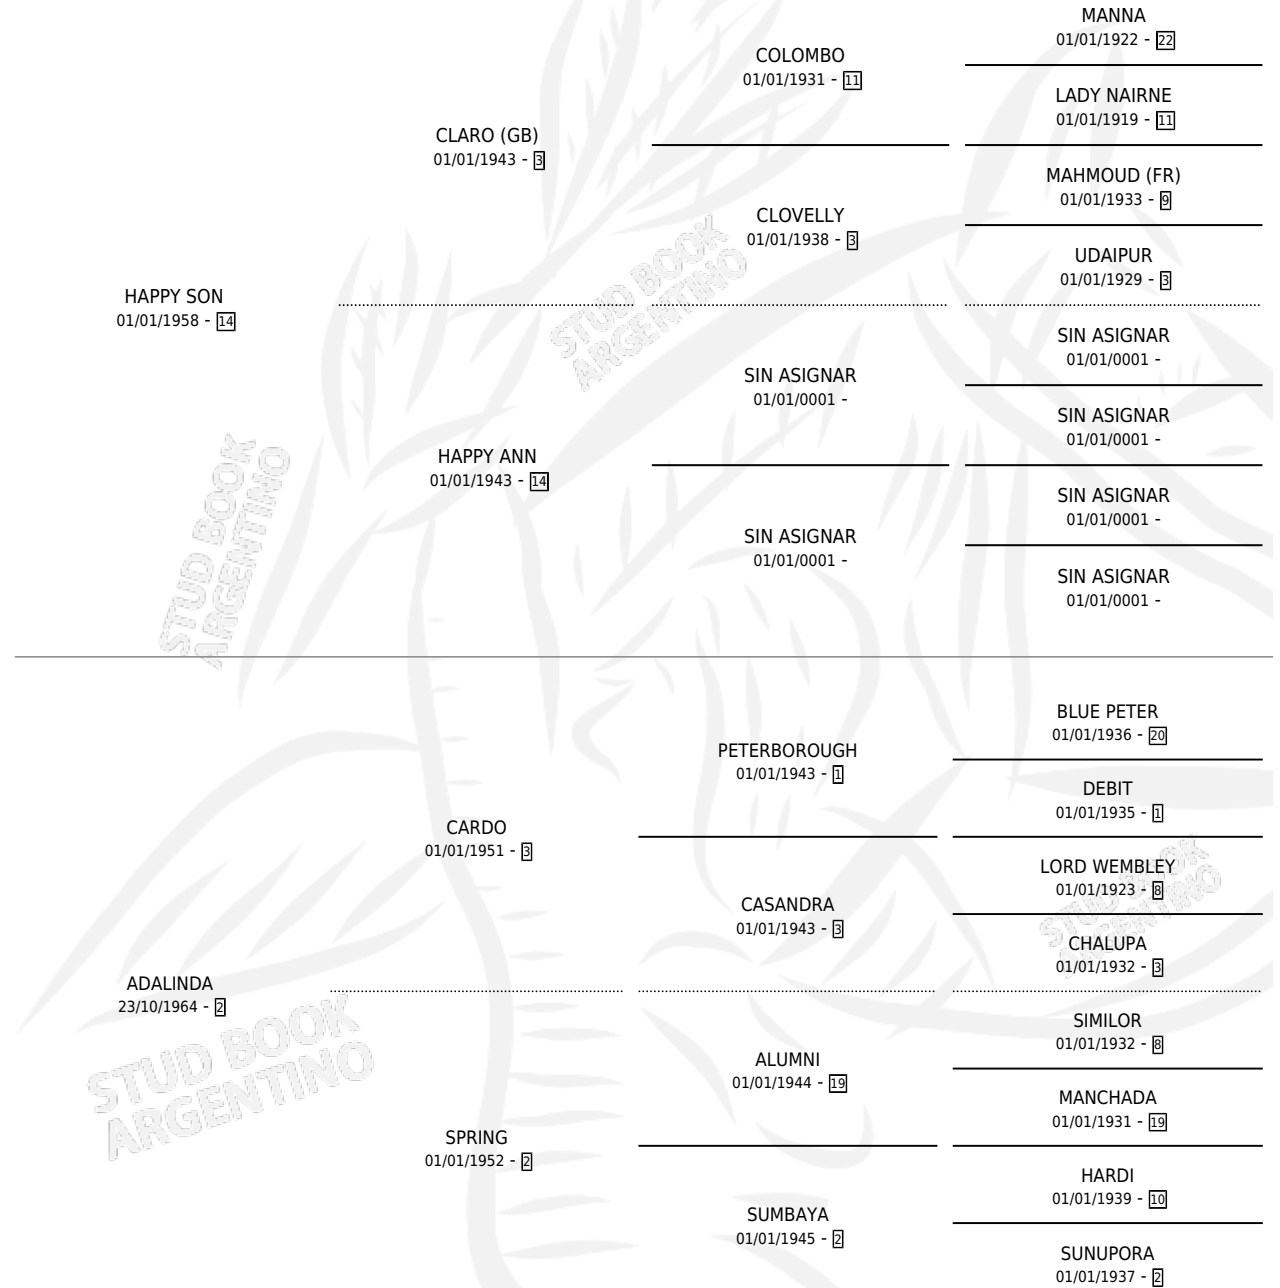 MANNA
01/01/1922 - 22
COLOMBO
01/01/1931 - 11
LADY NAIRNE
01/01/1919 - 11
CLARO (GB)
01/01/1943 - 3
MAHMOUD (FR)
01/01/1933 - 9
CLOVELLY
01/01/1938 - 3
UDAIPUR
01/01/1929 - 3
HAPPY SON
01/01/1958 - 14
STUD BOOK
ARGENTINO
SIN ASIGNAR
01/01/0001 -
SIN ASIGNAR
01/01/0001 -
SIN ASIGNAR
01/01/0001 -
HAPPY ANN
01/01/1943 - 14
SIN ASIGNAR
01/01/0001 -
SIN ASIGNAR
01/01/0001 -
SIN ASIGNAR
01/01/0001 -
STUD BOOK
ARGENTINO
BLUE PETER
01/01/1936 - 20
PETERBOROUGH
01/01/1943 - 1
DEBIT
01/01/1935 - 1
CARDO
01/01/1951 - 3
LORD WEMBLEY
01/01/1923 - 8
CASANDRA
01/01/1943 - 3
CHALUPA
01/01/1932 - 3
STUD BOOK
ARGENTINO
ADALINDA
23/10/1964 - 2
SIMILOR
01/01/1932 - 8
ALUMNI
01/01/1944 - 19
MANCHADA
01/01/1931 - 19
STUD BOOK
ARGENTINO
SPRING
01/01/1952 - 2
HARDI
01/01/1939 - 10
SUMBAYA
01/01/1945 - 2
SUNUPORA
01/01/1937 - 2